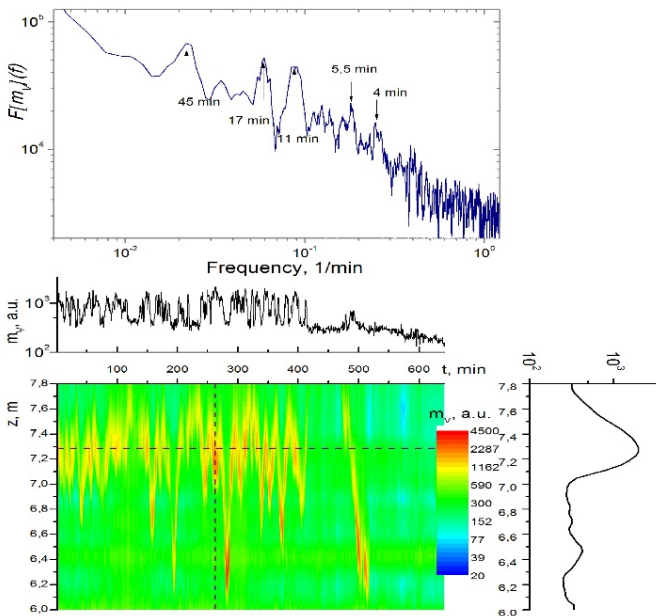 10^5
F[m_v](f)
5,5 min
4 min
45 min
17 min
11 min
10^4
10^-2 10^-1 10^0
Frequency, 1/min
m_v, a.u.
10^3
10^2
100 200 300 400 500 600 t, min
10^2 10^3
z, m
7,8
7,6
7,4
7,2
7,0
6,8
6,6
6,4
6,2
6,0
m_v, a.u.
4500
2287
1162
590
300
152
77
39
20
7,8
7,6
7,4
7,2
7,0
6,8
6,6
6,4
6,2
6,0